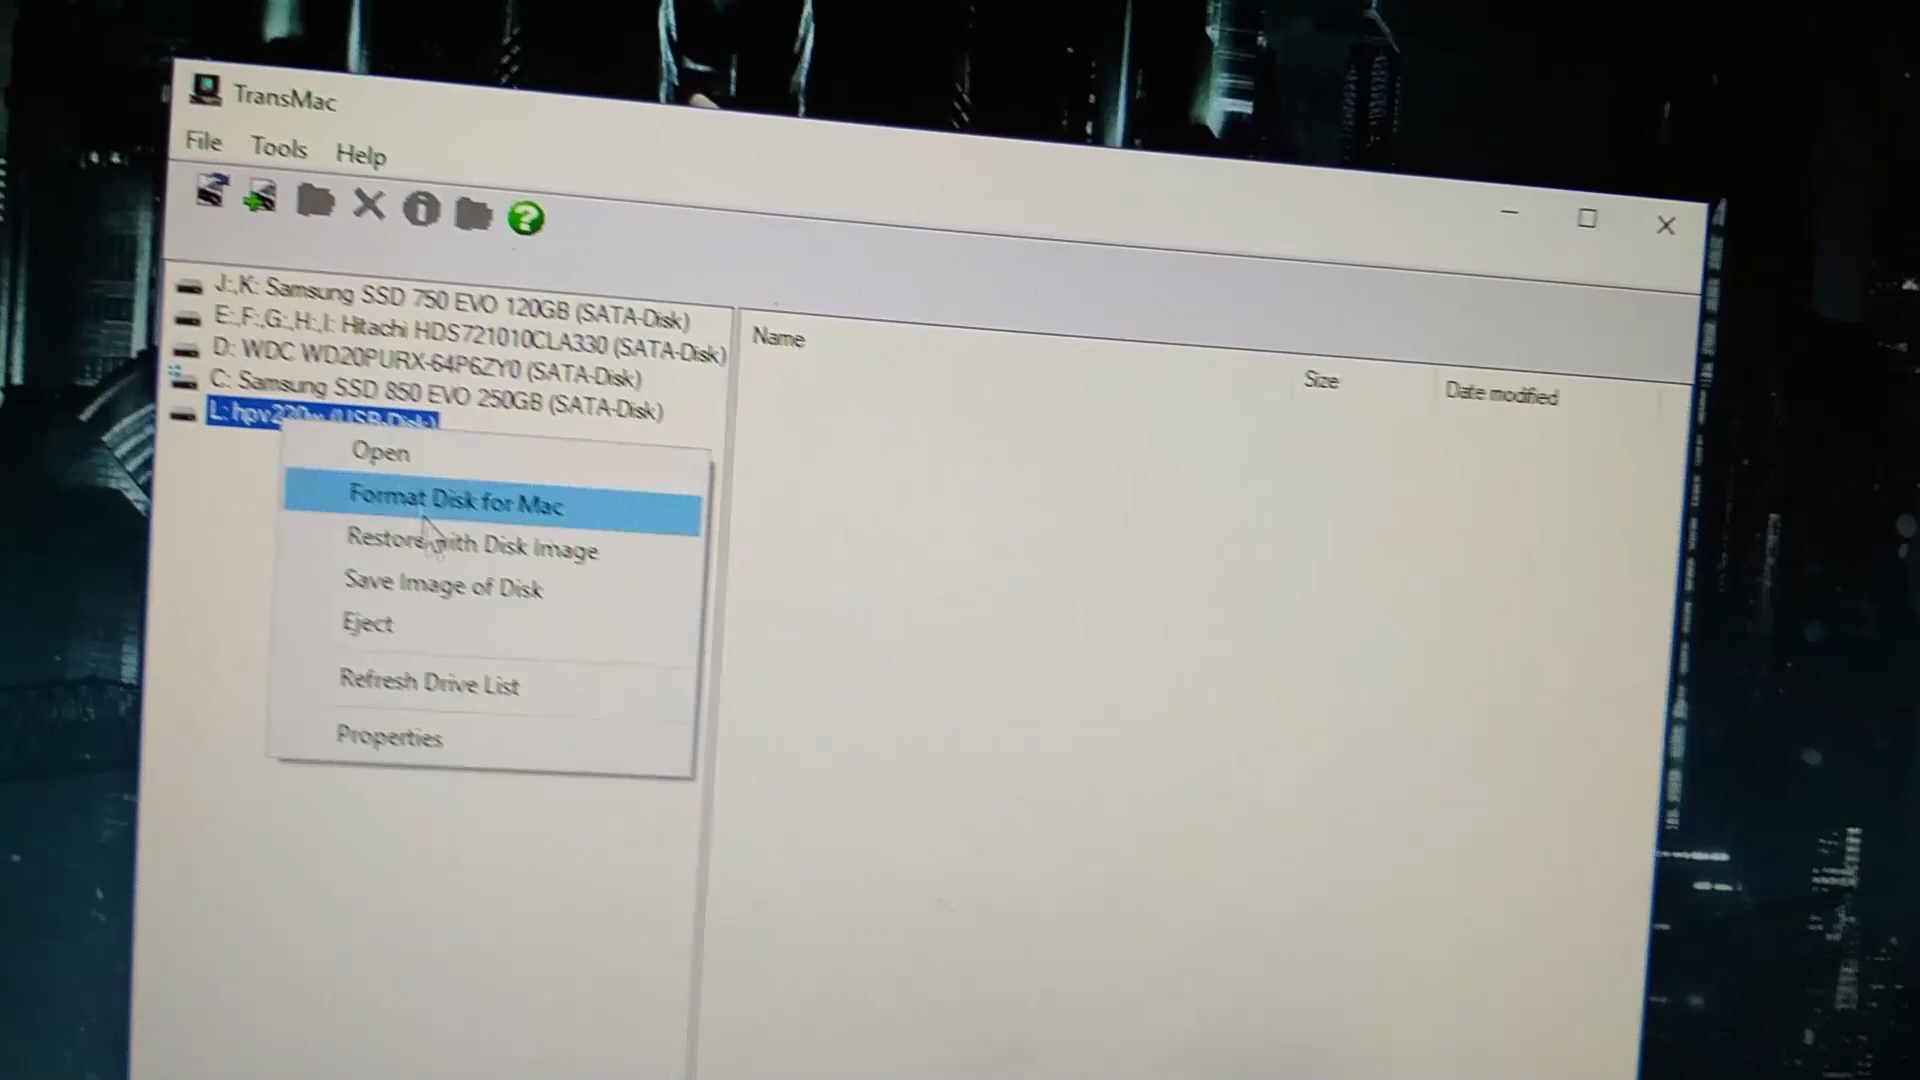 TransMac
File Tools Help
J:,K: Samsung SSD 750 EVO 120GB (SATA-Disk)
E:,F:,G:,H:,I: Hitachi HDS721010CLA330 (SATA-Disk)
D: WDC WD20PURX-64P6ZY0 (SATA-Disk)
C: Samsung SSD 850 EVO 250GB (SATA-Disk)
L: (USB-Disk)
Name Size Date modified
Open
Format Disk for Mac
Restore with Disk Image
Save Image of Disk
Eject
Refresh Drive List
Properties